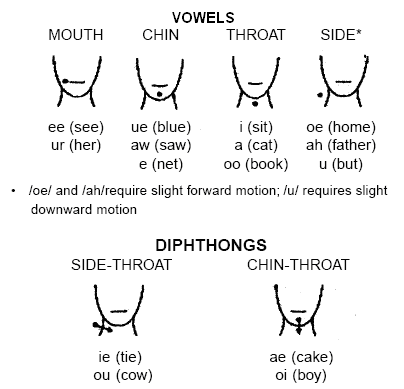 VOWELS
MOUTH CHIN THROAT SIDE*
ee (see) ue (blue) i (sit) oe (home)
ur (her) aw (saw) a (cat) ah (father)
e (net) oo (book) u (but)
• /oe/ and /ah/require slight forward motion; /u/ requires slight
downward motion
DIPHTHONGS
SIDE-THROAT CHIN-THROAT
ie (tie) ae (cake)
ou (cow) oi (boy)